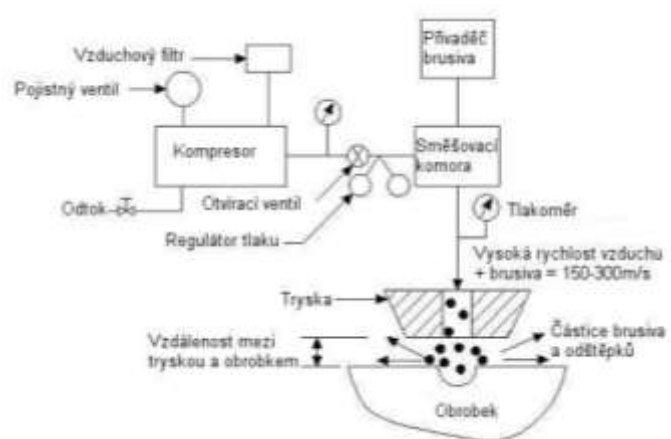 Vzduchový filtr
Pojistný ventil
Přivaděč
brusiva
Kompresor
Směšovací
komora
Otvírací ventil
Odtok
Regulátor tlaku
Tlakoměr
Vysoká rychlost vzduchu
+ brusiva = 150-300m/s
Tryska
Vzdálenost mezi
tryskou a obrobkem
Částice brusiva
a odštěpků
Obrobek